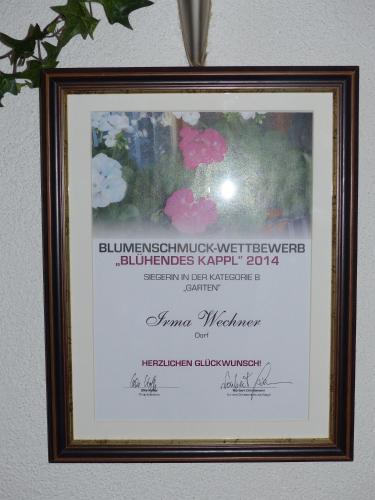 BLUMENSCHMUCK-WETTBEWERB
„BLÜHENDES KAPPL" 2014
SIEGERIN IN DER KATEGORIE B
„GARTEN"
Irma Wechner
Dorf
HERZLICHEN GLÜCKWUNSCH!